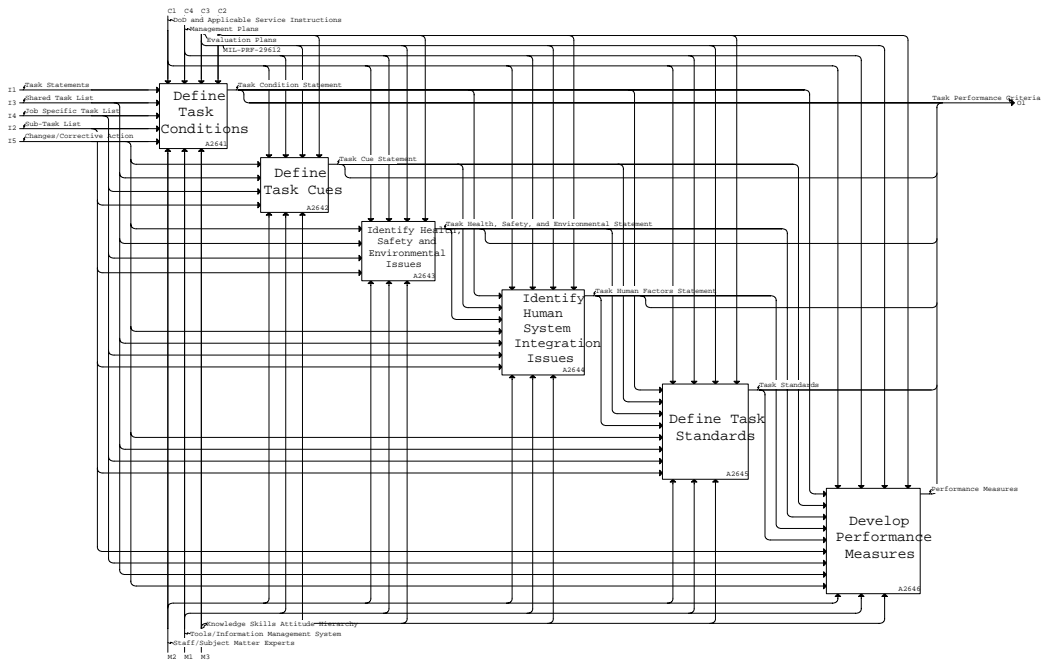 C1 C4 C3 C2
DoD and Applicable Service Instructions
Management Plans
Evaluation Plans
MIL-PRF-29612
I1 Task Statements
I3 Shared Task List
I4 Job Specific Task List
I2 Sub-Task List
I5 Changes/Corrective Action
Define
Task
Conditions
A2641
Task Condition Statement
Task Performance Criteria
O1
Define
Task Cues
A2642
Task Cue Statement
Identify Health,
Safety and
Environmental
Issues
A2643
Task Health, Safety, and Environmental Statement
Identify
Human
System
Integration
Issues
A2644
Task Human Factors Statement
Define Task
Standards
A2645
Task Standards
Develop
Performance
Measures
A2646
Performance Measures
Knowledge Skills Attitude Hierarchy
Tools/Information Management System
Staff/Subject Matter Experts
M2 M1 M3